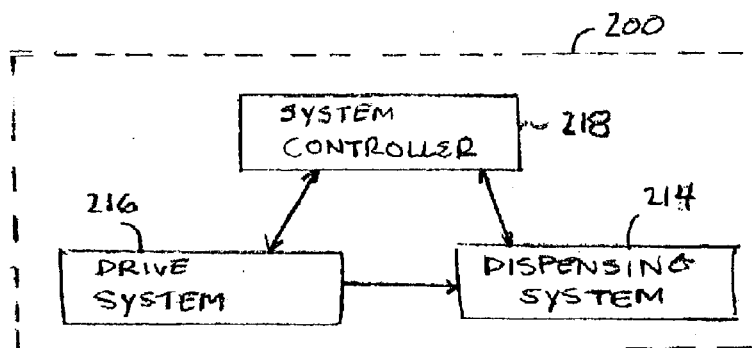 200
SYSTEM
CONTROLLER
218
216
214
DRIVE
SYSTEM
DISPENSING
SYSTEM